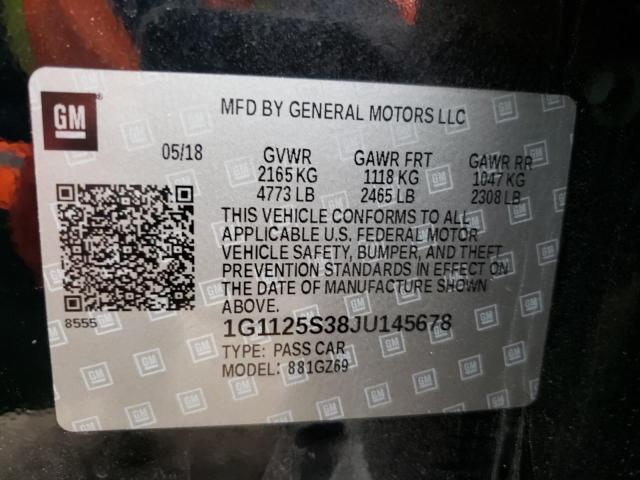 GM
MFD BY GENERAL MOTORS LLC
05/18 GVWR GAWR FRT GAWR RR
2165 KG 1118 KG 1047 KG
4773 LB 2465 LB 2308 LB
THIS VEHICLE CONFORMS TO ALL
APPLICABLE U.S. FEDERAL MOTOR
VEHICLE SAFETY, BUMPER, AND THEFT
PREVENTION STANDARDS IN EFFECT ON
THE DATE OF MANUFACTURE SHOWN
ABOVE.
8555
1G1125S38JU145678
TYPE: PASS CAR
MODEL: 881GZ69